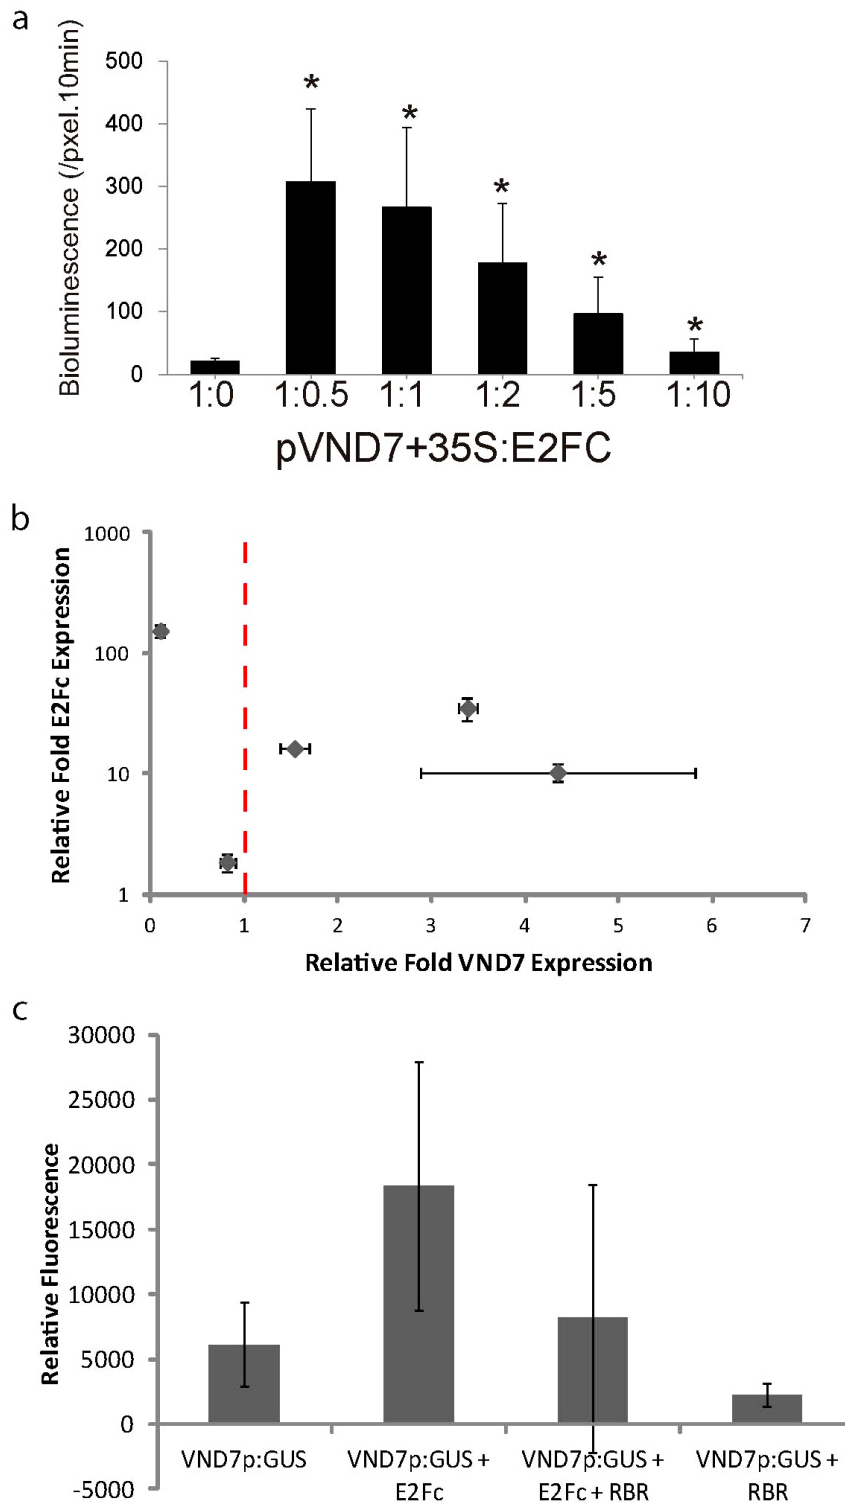 a
Bioluminescence (/pxel.10min)
500
400
300
200
100
0
*
*
*
*
*
1:0 1:0.5 1:1 1:2 1:5 1:10
pVND7+35S:E2FC
b
Relative Fold E2Fc Expression
1000
100
10
1
0 1 2 3 4 5 6 7
Relative Fold VND7 Expression
c
Relative Fluorescence
30000
25000
20000
15000
10000
5000
0
-5000
VND7p:GUS
VND7p:GUS +
E2Fc
VND7p:GUS +
E2Fc + RBR
VND7p:GUS +
RBR